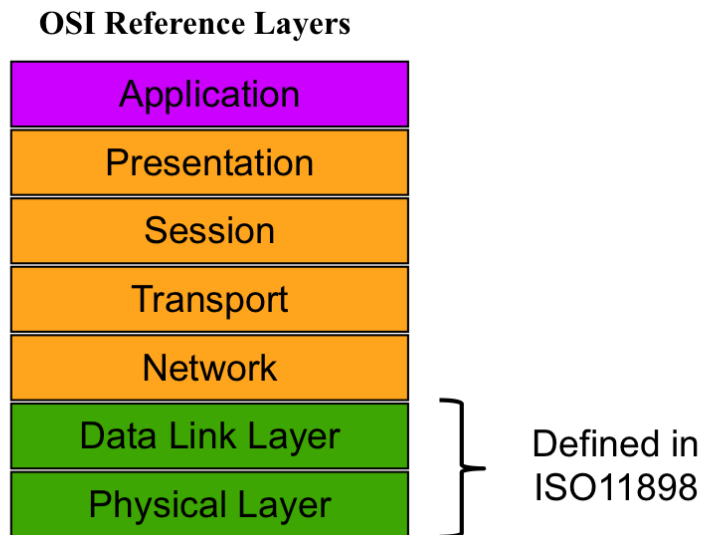 OSI Reference Layers
Application
Presentation
Session
Transport
Network
Data Link Layer
Physical Layer
Defined in
ISO11898